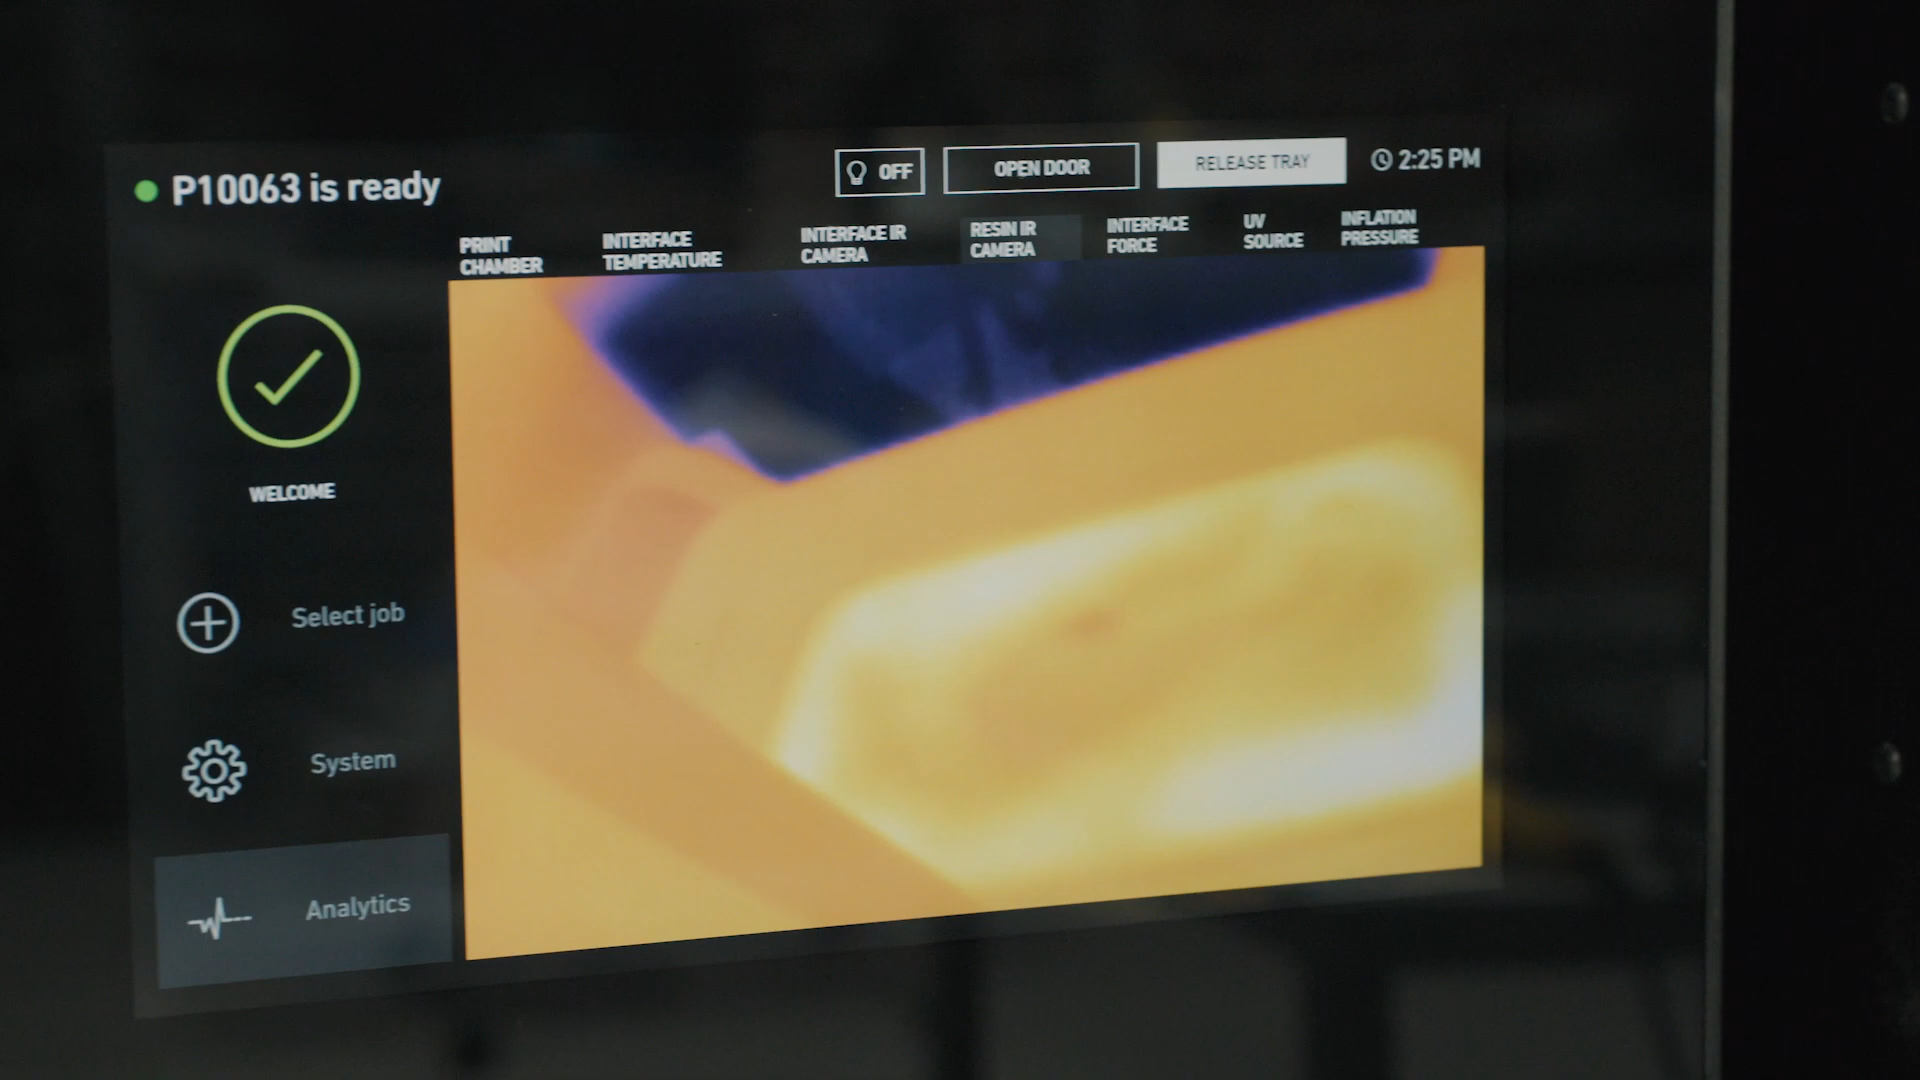 P10063 is ready
OFF
OPEN DOOR
RELEASE TRAY
2:25 PM
PRINT
CHAMBER
INTERFACE
TEMPERATURE
INTERFACE IR
CAMERA
RESIN IR
CAMERA
INTERFACE
FORCE
UV
SOURCE
INFLATION
PRESSURE
WELCOME
Select job
System
Analytics